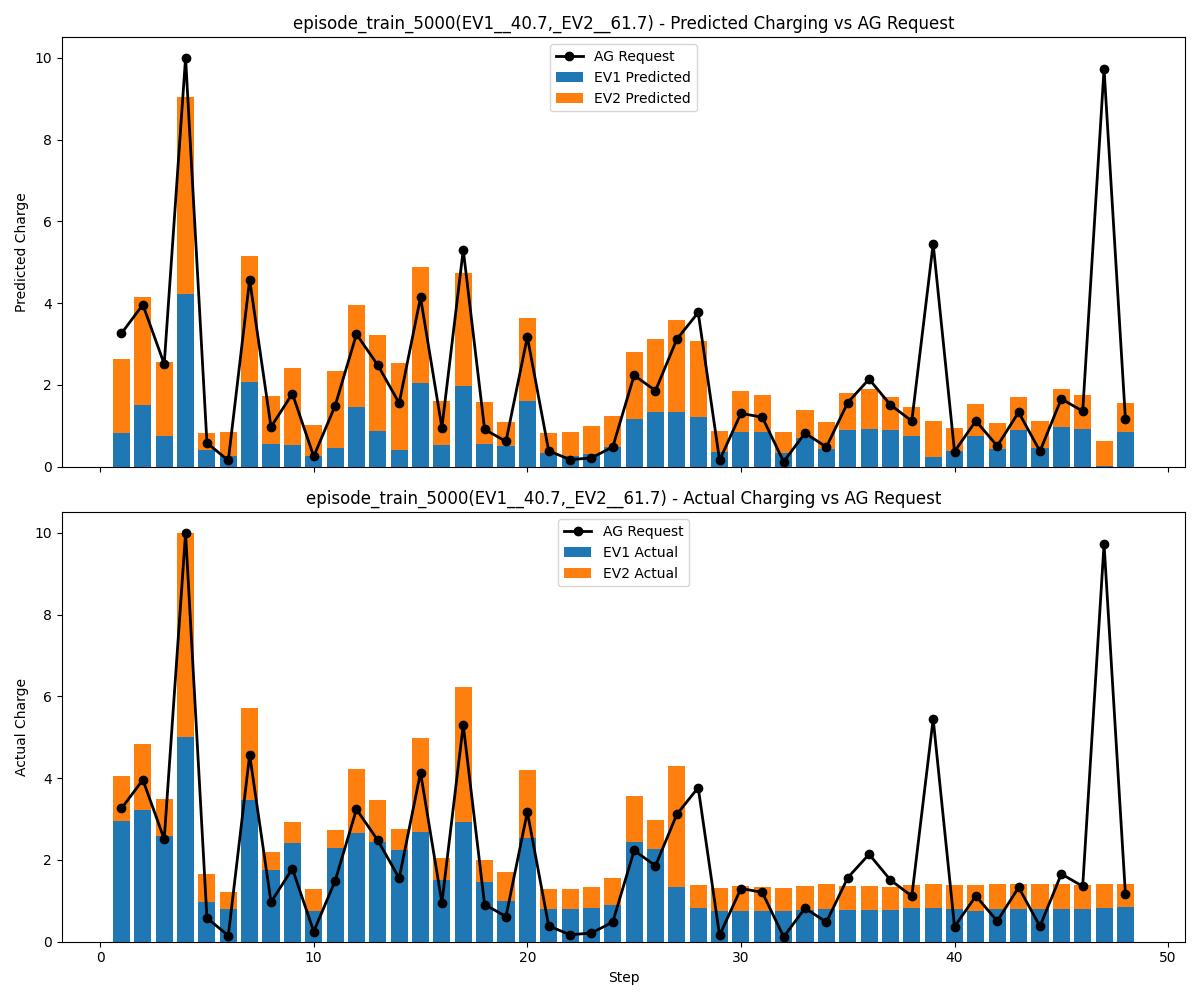 episode_train_5000(EV1__40.7,_EV2__61.7) - Predicted Charging vs AG Request
AG Request
EV1 Predicted
EV2 Predicted
Predicted Charge
10
8
6
4
2
0
episode_train_5000(EV1__40.7,_EV2__61.7) - Actual Charging vs AG Request
AG Request
EV1 Actual
EV2 Actual
Actual Charge
10
8
6
4
2
0
0 10 20 30 40 50
Step